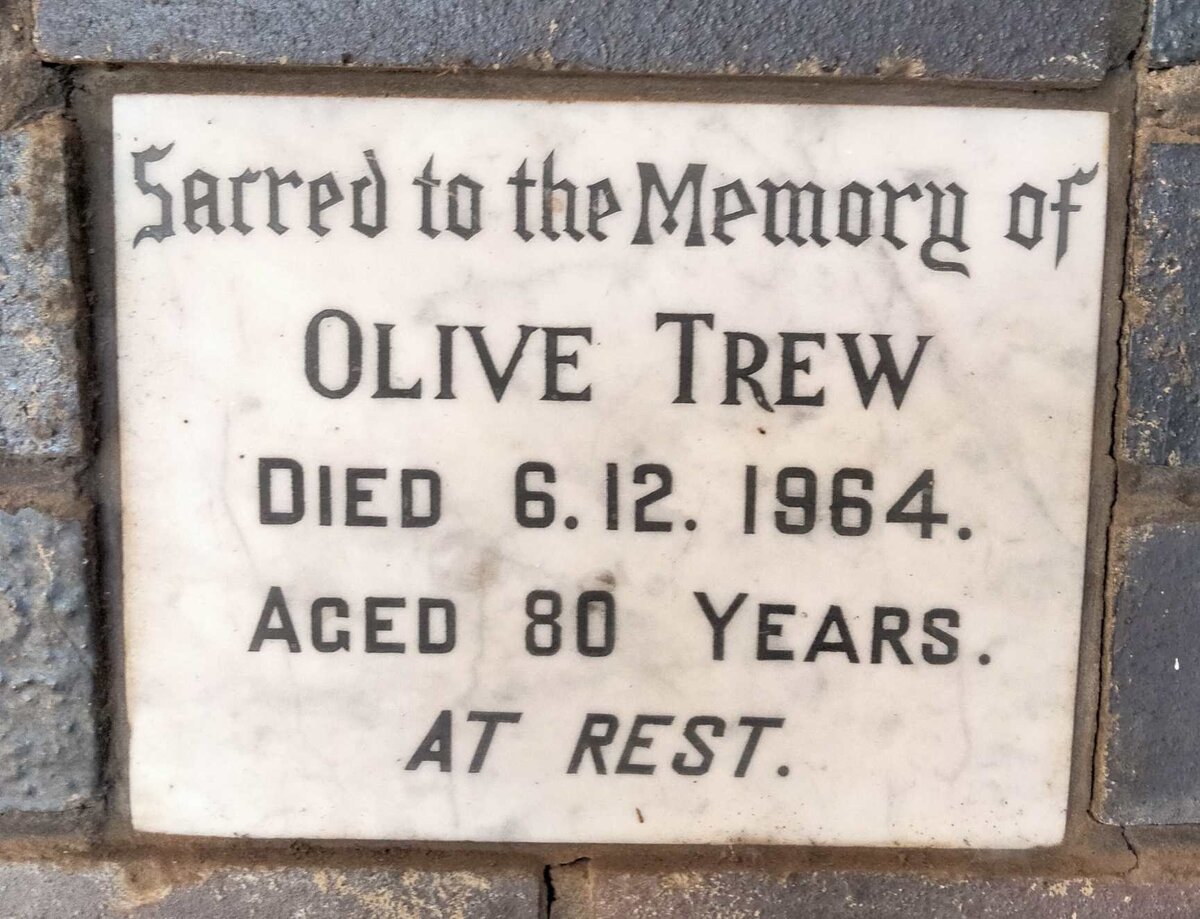 Sacred to the Memory of
OLIVE TREW
DIED 6.12.1964.
AGED 80 YEARS.
AT REST.